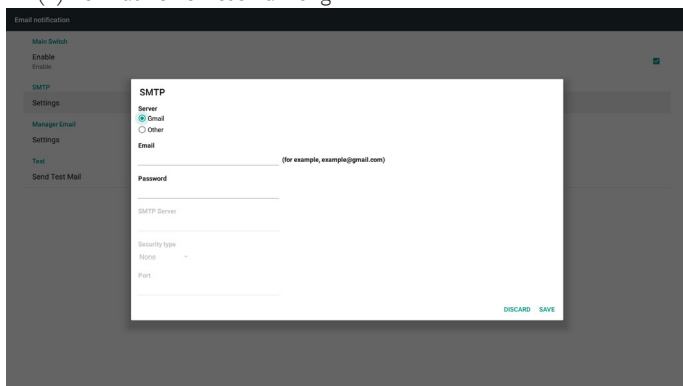 Email notification
Main Switch
Enable
Enable
SMTP
Settings
Manager Email
Settings
Test
Send Test Mail
SMTP
Server
Gmail
Other
Email
(for example, example@gmail.com)
Password
SMTP Server
Security type
None
Port
DISCARD SAVE